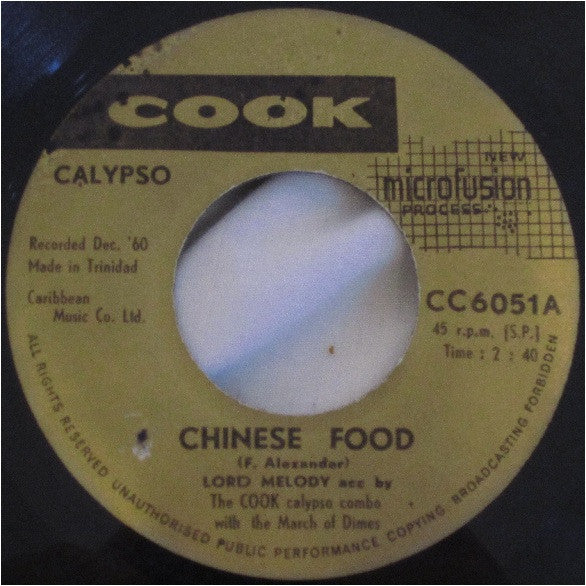 COOK
CALYPSO
NEW
microfusion
PROCESS
Recorded Dec. '60
Made in Trinidad
Caribbean
Music Co. Ltd.
CC6051A
45 r.p.m. [S.P.]
Time : 2 : 40
CHINESE FOOD
(F. Alexander)
LORD MELODY acc by
The COOK calypso combo
with the March of Dimes
ALL RIGHTS RESERVED UNAUTHORISED PUBLIC PERFORMANCE COPYING, BROADCASTING FORBIDDEN